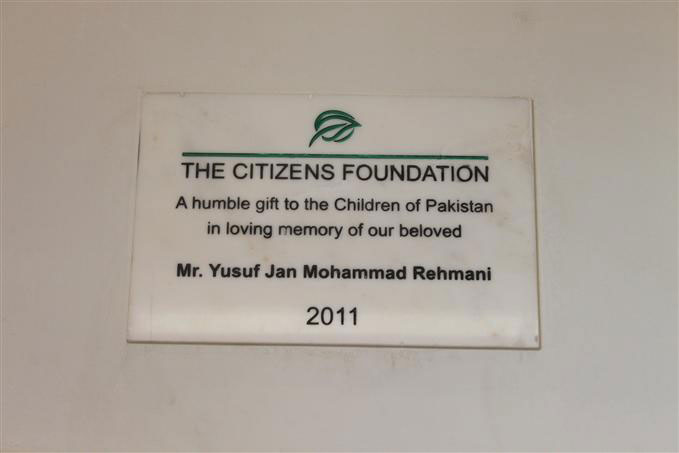 THE CITIZENS FOUNDATION
A humble gift to the Children of Pakistan
in loving memory of our beloved
Mr. Yusuf Jan Mohammad Rehmani
2011